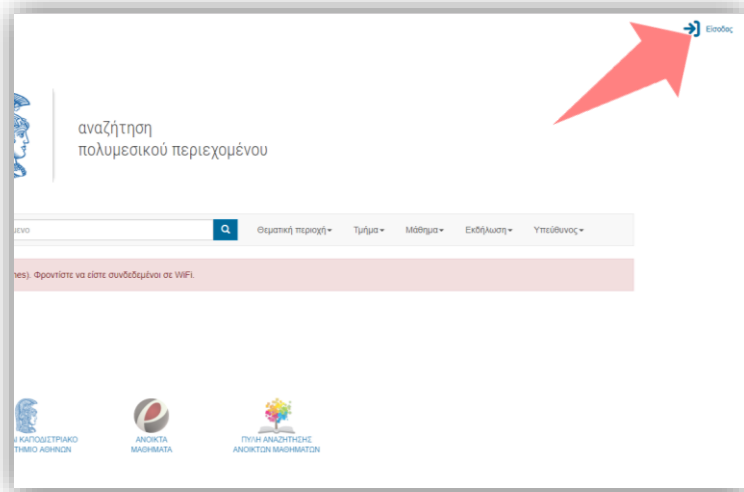 Είσοδος
αναζήτηση
πολυμεσικού περιεχομένου
Θεματική περιοχή Τμήμα Μάθημα Εκδήλωση Υπεύθυνος
Φροντίστε να είστε συνδεδεμένοι σε WiFi.
ΚΑΠΟΔΙΣΤΡΙΑΚΟ
ΑΘΗΝΩΝ
ΑΝΟΙΚΤΑ
ΜΑΘΗΜΑΤΑ
ΠΥΛΗ ΑΝΑΖΗΤΗΣΗΣ
ΑΝΟΙΚΤΩΝ ΜΑΘΗΜΑΤΩΝ